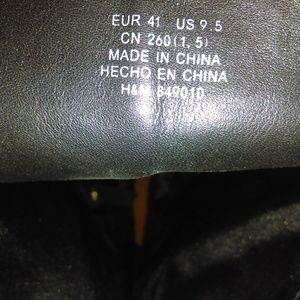 EUR 41 US 9.5
CN 260(1,5)
MADE IN CHINA
HECHO EN CHINA
H&M 849010